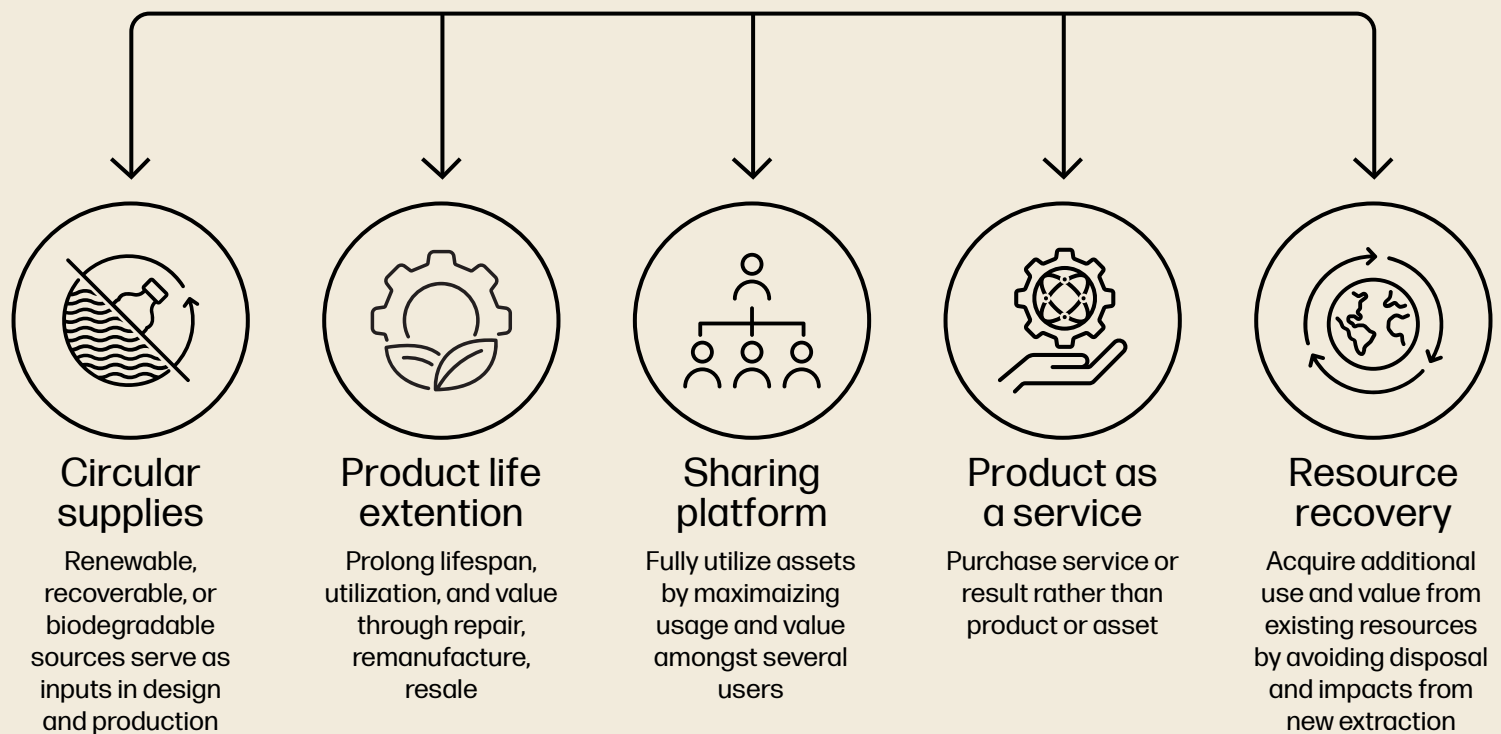 Circular
supplies
Renewable,
recoverable, or
biodegradable
sources serve as
inputs in design
and production
Product life
extention
Prolong lifespan,
utilization, and value
through repair,
remanufacture,
resale
Sharing
platform
Fully utilize assets
by maximaizing
usage and value
amongst several
users
Product as
a service
Purchase service or
result rather than
product or asset
Resource
recovery
Acquire additional
use and value from
existing resources
by avoiding disposal
and impacts from
new extraction